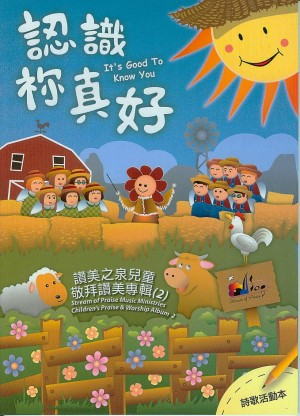 認識
It's Good To
Know You
祢真好
讚美之泉兒童
敬拜讚美專輯(2)
Stream of Praise Music Ministries
Children's Praise & Worship Album 2
詩歌活動本